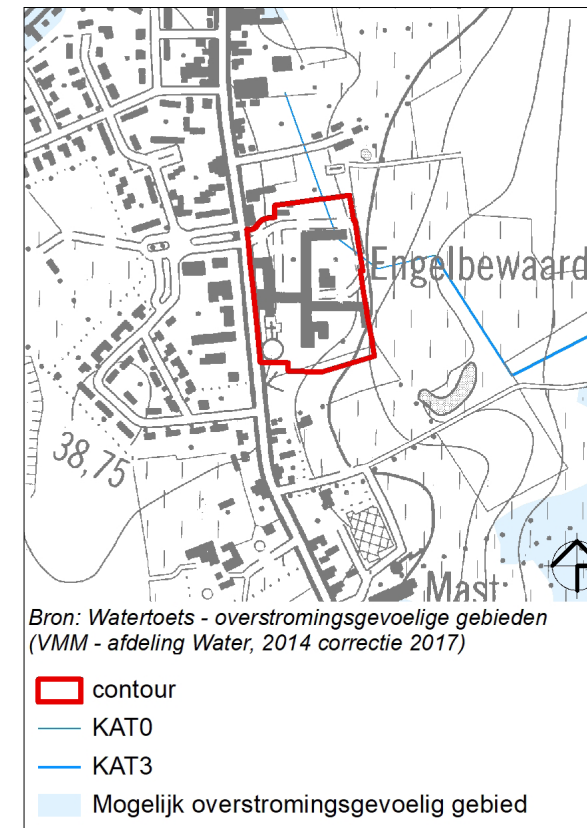 Engelbewaard
38,75
Mast
Bron: Watertoets - overstromingsgevoelige gebieden
(VMM - afdeling Water, 2014 correctie 2017)
contour
KAT0
KAT3
Mogelijk overstromingsgevoelig gebied